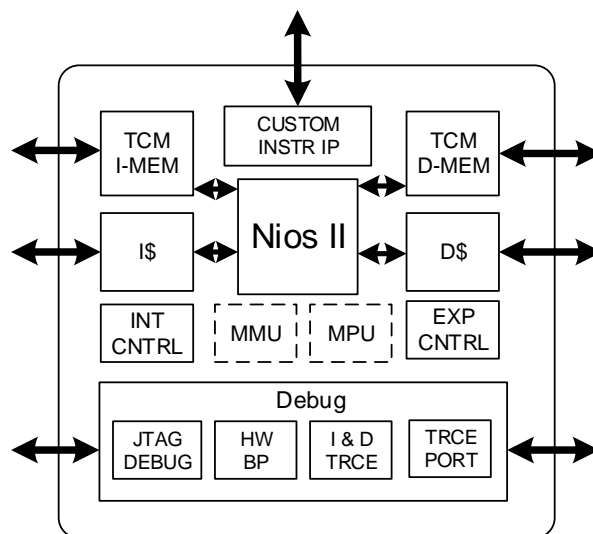 TCM
I-MEM
CUSTOM
INSTR IP
TCM
D-MEM
I$
Nios II
D$
INT
CNTRL
MMU
MPU
EXP
CNTRL
Debug
JTAG
DEBUG
HW
BP
I & D
TRCE
TRCE
PORT